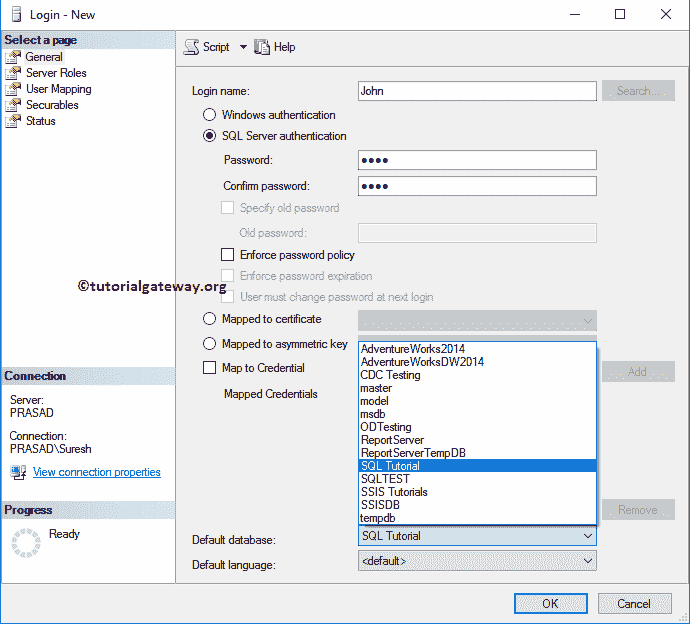 Login - New
Select a page
General
Server Roles
User Mapping
Securables
Status
Script
Help
Login name:
John
Search...
Windows authentication
SQL Server authentication
Password:
Confirm password:
Specify old password
Old password:
Enforce password policy
Enforce password expiration
User must change password at next login
©tutorialgateway.org
Mapped to certificate
Mapped to asymmetric key
Map to Credential
Add
Mapped Credentials
AdventureWorks2014
AdventureWorksDW2014
CDC Testing
master
model
msdb
ODTesting
ReportServer
ReportServerTempDB
SQL Tutorial
SQLTEST
SSIS Tutorials
SSISDB
tempdb
Remove
Default database:
SQL Tutorial
Default language:
<default>
Connection
Server:
PRASAD
Connection:
PRASAD\Suresh
View connection properties
Progress
Ready
OK
Cancel